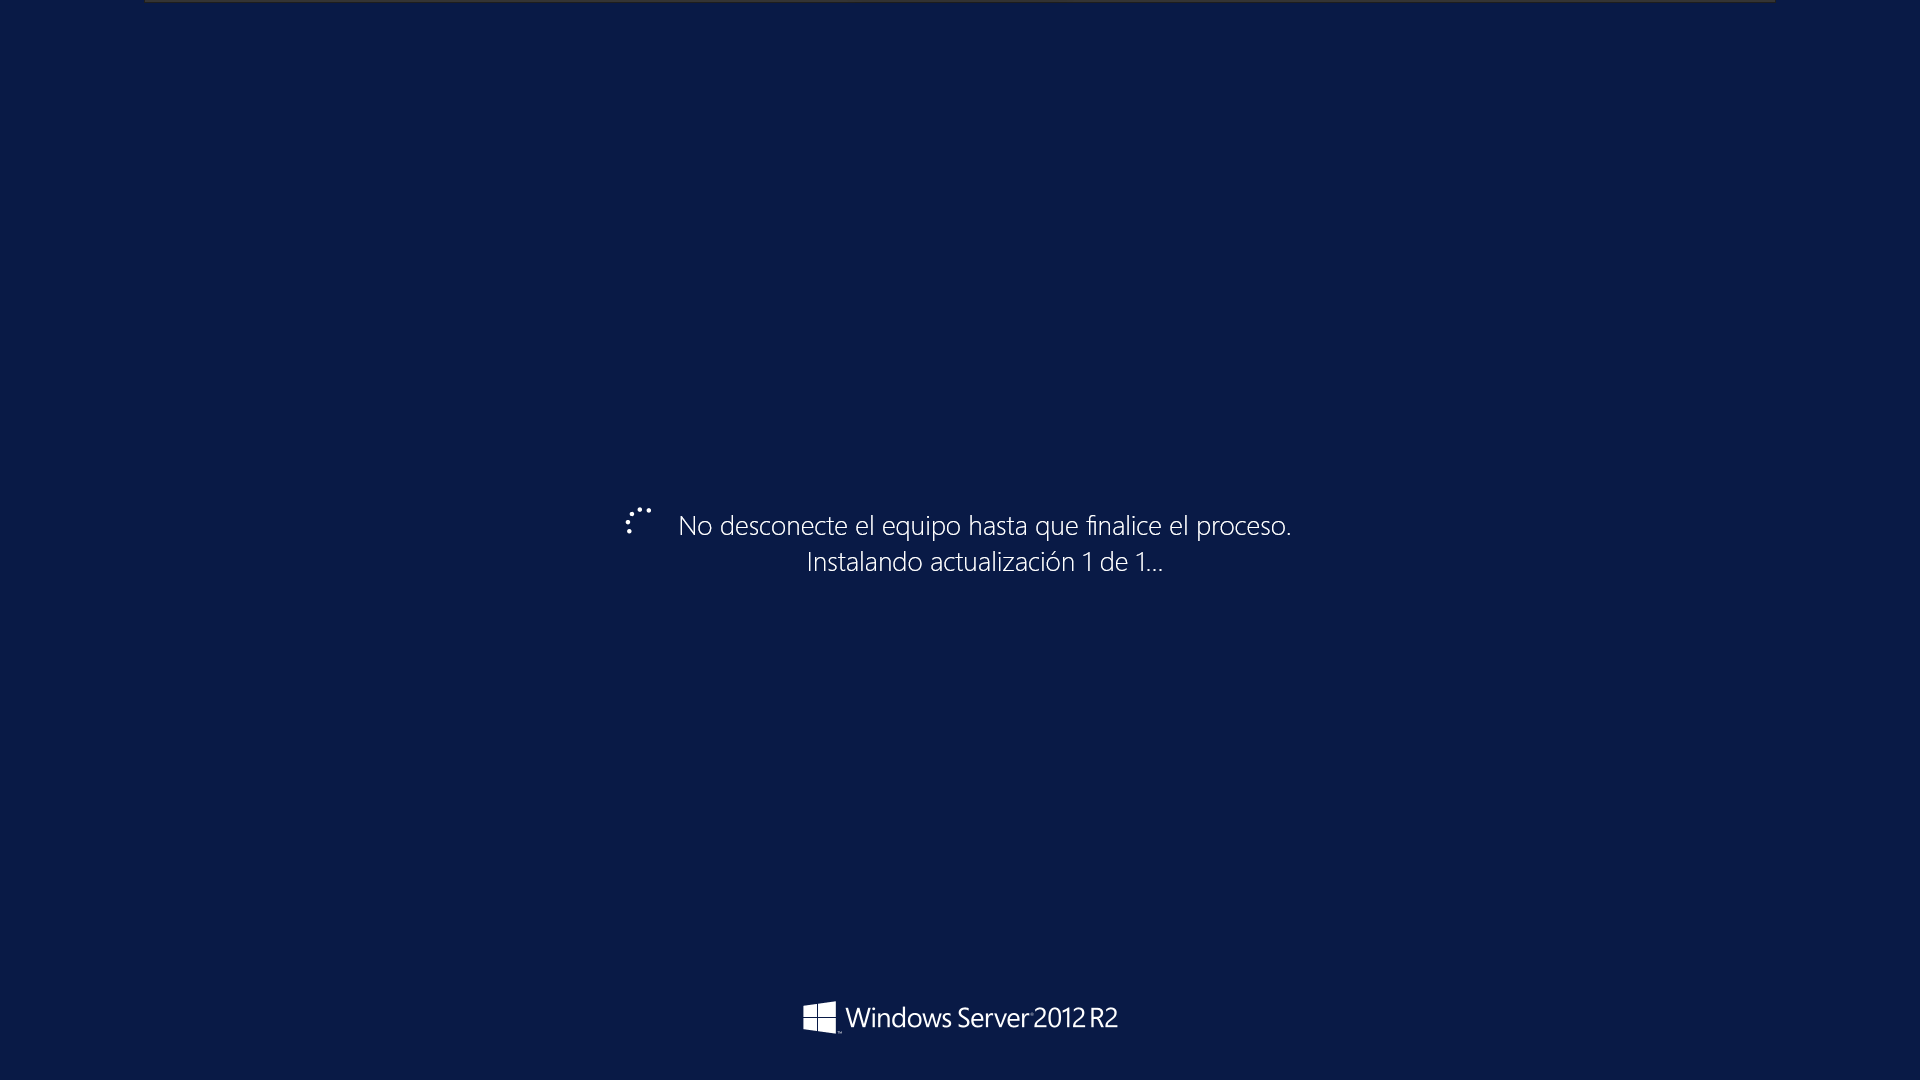 No desconecte el equipo hasta que finalice el proceso.
Instalando actualización 1 de 1...
Windows Server 2012 R2